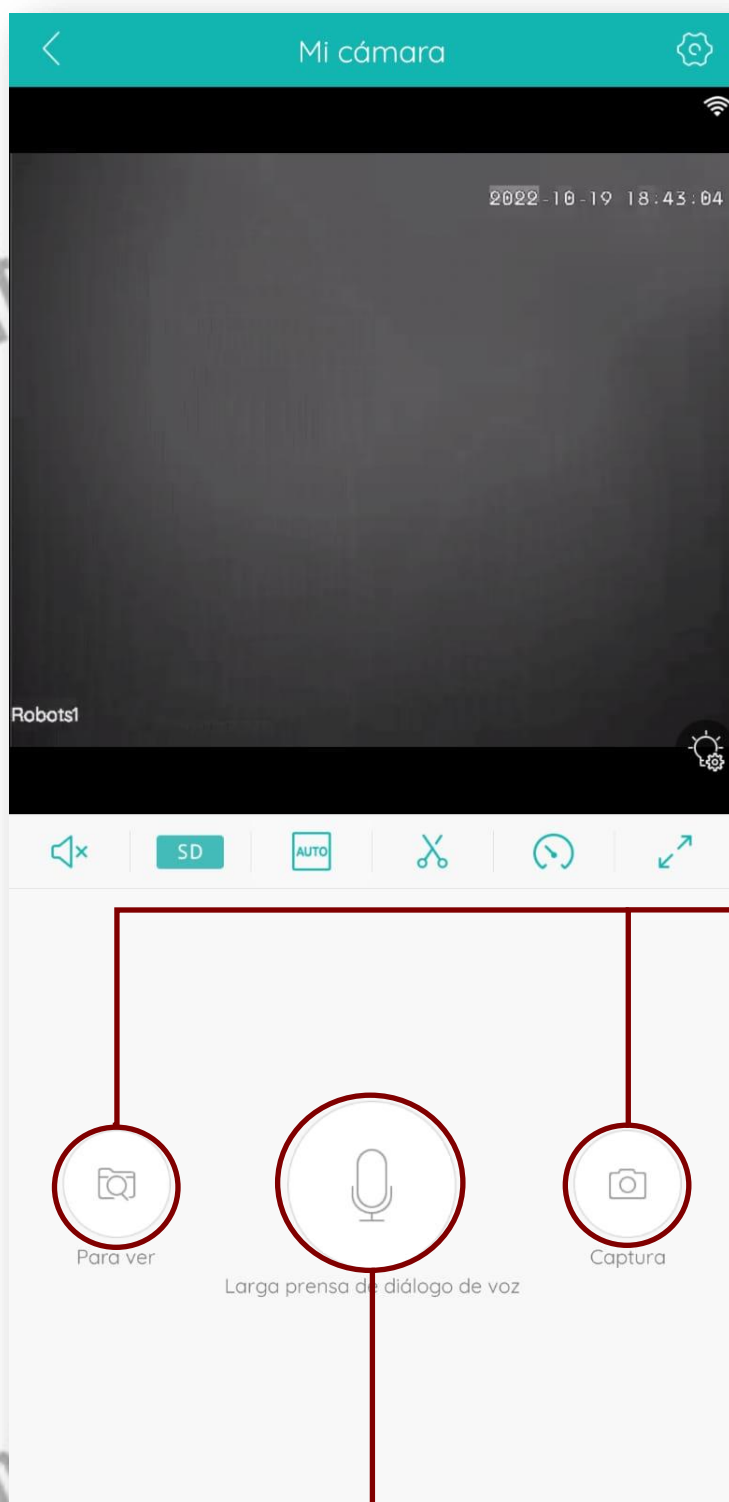 Mi cámara
2022-10-19 18:43:04
Robots1
SD
AUTO
Para ver
Captura
Larga prensa de diálogo de voz